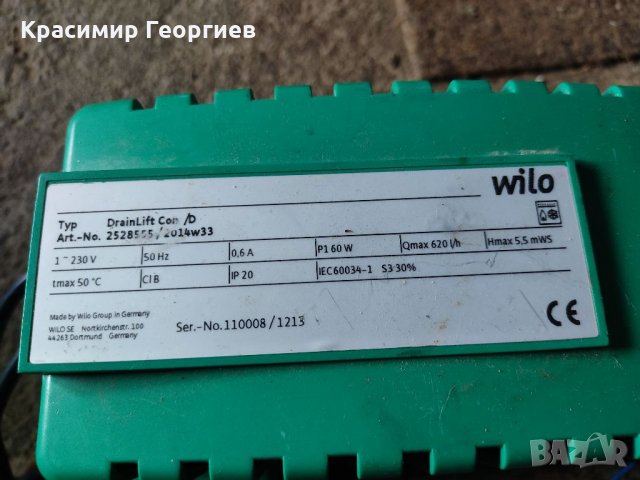 Красимир Георгиев
wilo
Typ DrainLift Con /D
Art.-No. 2528555/2014w33
1~230 V 50 Hz 0,6 A P1 60 W Qmax 620 l/h Hmax 5,5 mWS
tmax 50°C Cl B IP 20 IEC60034-1 S3 30%
Made by Wilo Group in Germany
WILO SE Nortkirchenstr. 100
44263 Dortmund Germany
Ser.-No. 110008/1213
CE
BAZAR